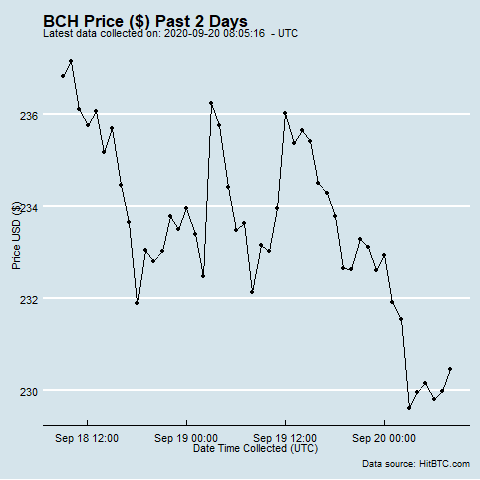 BCH Price ($) Past 2 Days
Latest data collected on: 2020-09-20 08:05:16 - UTC
236
234
232
230
Price USD ($)
Sep 18 12:00
Sep 19 00:00
Sep 19 12:00
Sep 20 00:00
Date Time Collected (UTC)
Data source: HitBTC.com